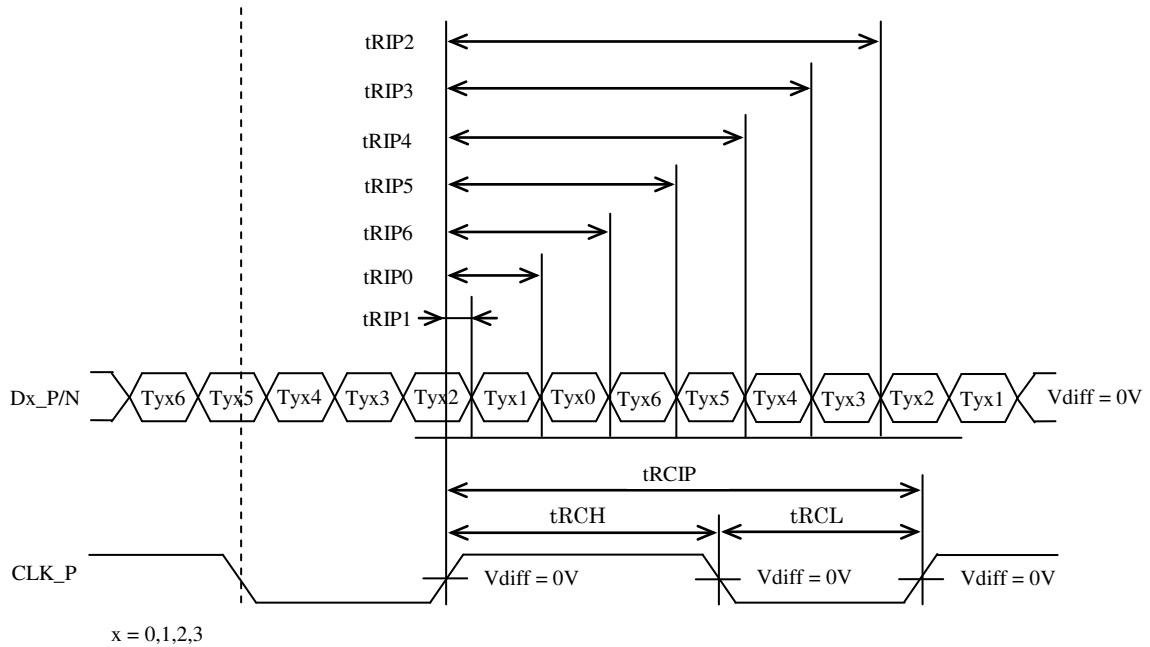 tRIP2
tRIP3
tRIP4
tRIP5
tRIP6
tRIP0
tRIP1
Dx_P/N Tyx6 Tyx5 Tyx4 Tyx3 Tyx2 Tyx1 Tyx0 Tyx6 Tyx5 Tyx4 Tyx3 Tyx2 Tyx1 Vdiff = 0V
tRCIP
tRCH tRCL
CLK_P Vdiff = 0V Vdiff = 0V Vdiff = 0V
x = 0,1,2,3